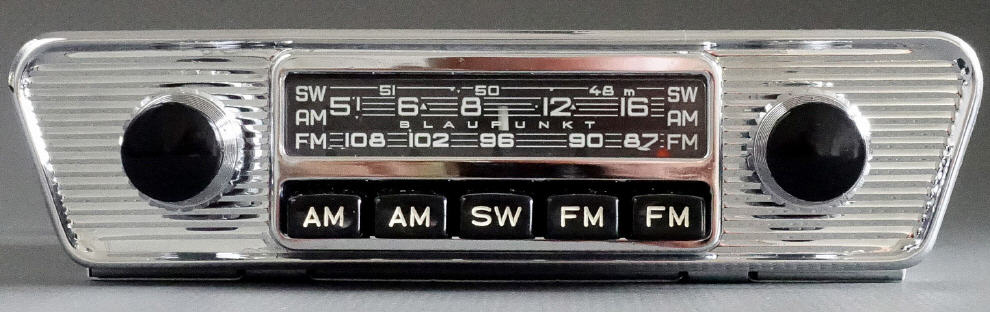 SW 51 50 48 m SW
AM 5 6 8 12 16 AM
BLAUPUNKT
FM 108 102 96 90 87 FM
AM AM SW FM FM